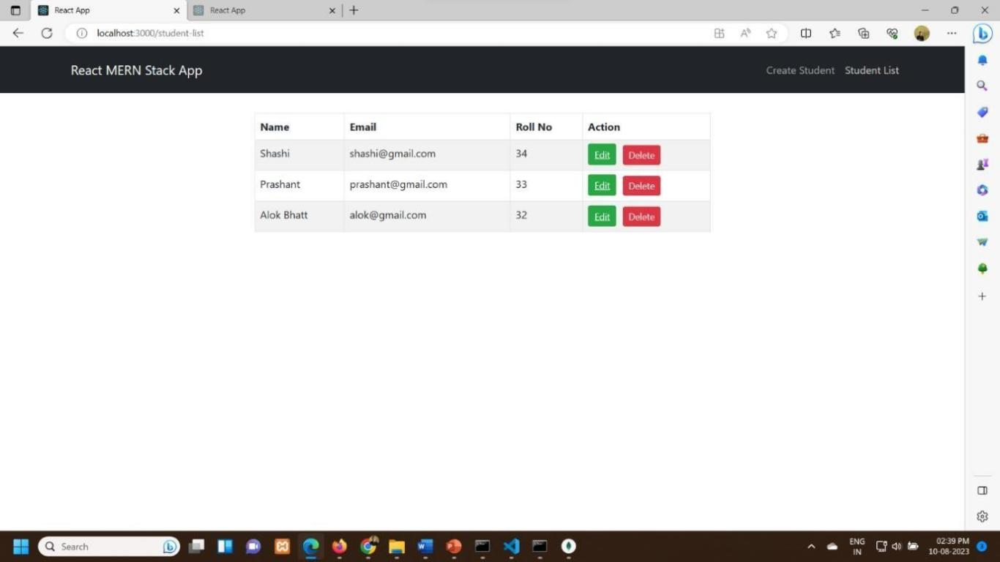 React App
React App
localhost:3000/student-list
React MERN Stack App
Create Student Student List
Name Email Roll No Action
Shashi shashi@gmail.com 34 Edit Delete
Prashant prashant@gmail.com 33 Edit Delete
Alok Bhatt alok@gmail.com 32 Edit Delete
Search
ENG
IN
02:39 PM
10-08-2023